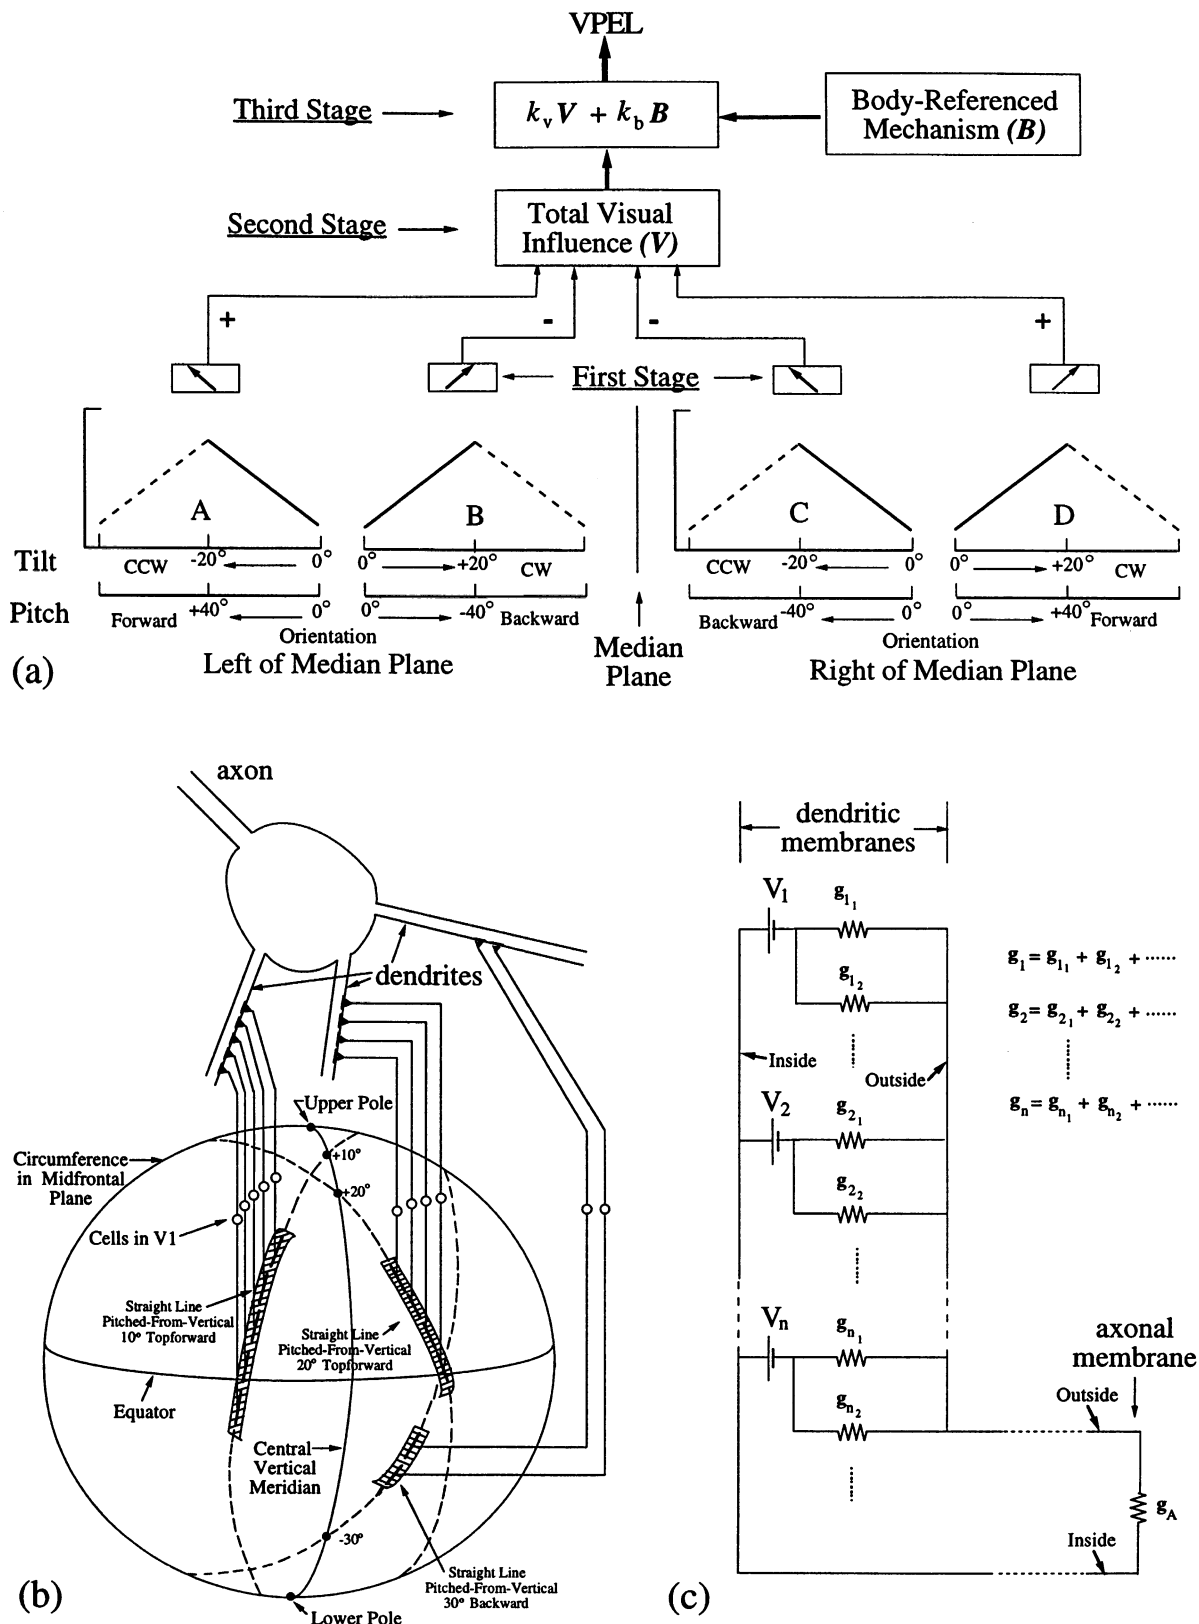 VPEL
Third Stage
k_v V + k_b B
Body-Referenced
Mechanism (B)
Second Stage
Total Visual
Influence (V)
+
-
-
+
First Stage
A
B
C
D
Tilt
CCW
-20°
0°
0°
+20°
CW
CCW
-20°
0°
0°
+20°
CW
Pitch
Forward
+40°
0°
0°
-40°
Backward
Backward
-40°
0°
0°
+40°
Forward
Orientation
Left of Median Plane
Median
Plane
Orientation
Right of Median Plane
(a)
axon
dendrites
Upper Pole
Circumference
in Midfrontal
Plane
+10°
+20°
Cells in V1
Straight Line
Pitched-From-Vertical
10° Topforward
Straight Line
Pitched-From-Vertical
20° Topforward
Equator
Central
Vertical
Meridian
-30°
Straight Line
Pitched-From-Vertical
30° Backward
Lower Pole
(b)
dendritic
membranes
V₁
g₁₁
g₁₂
Inside
Outside
V₂
g₂₁
g₂₂
Vₙ
gₙ₁
gₙ₂
g₁ = g₁₁ + g₁₂ + ......
g₂ = g₂₁ + g₂₂ + ......
gₙ = gₙ₁ + gₙ₂ + ......
axonal
membrane
Outside
g_A
Inside
(c)